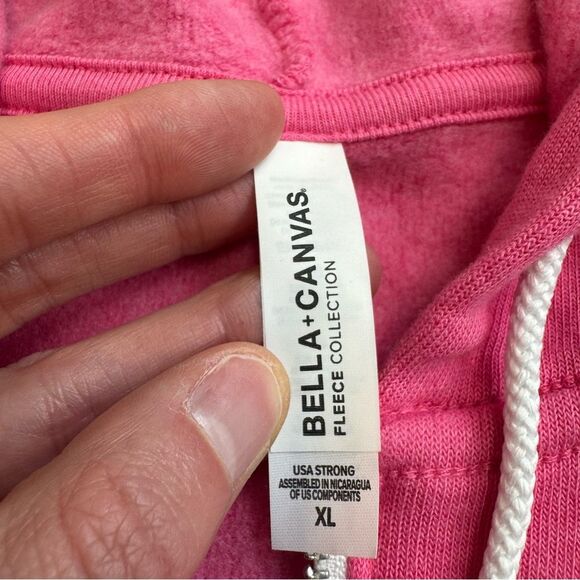 BELLA+CANVAS®
FLEECE COLLECTION
USA STRONG
ASSEMBLED IN NICARAGUA
OF US COMPONENTS
XL